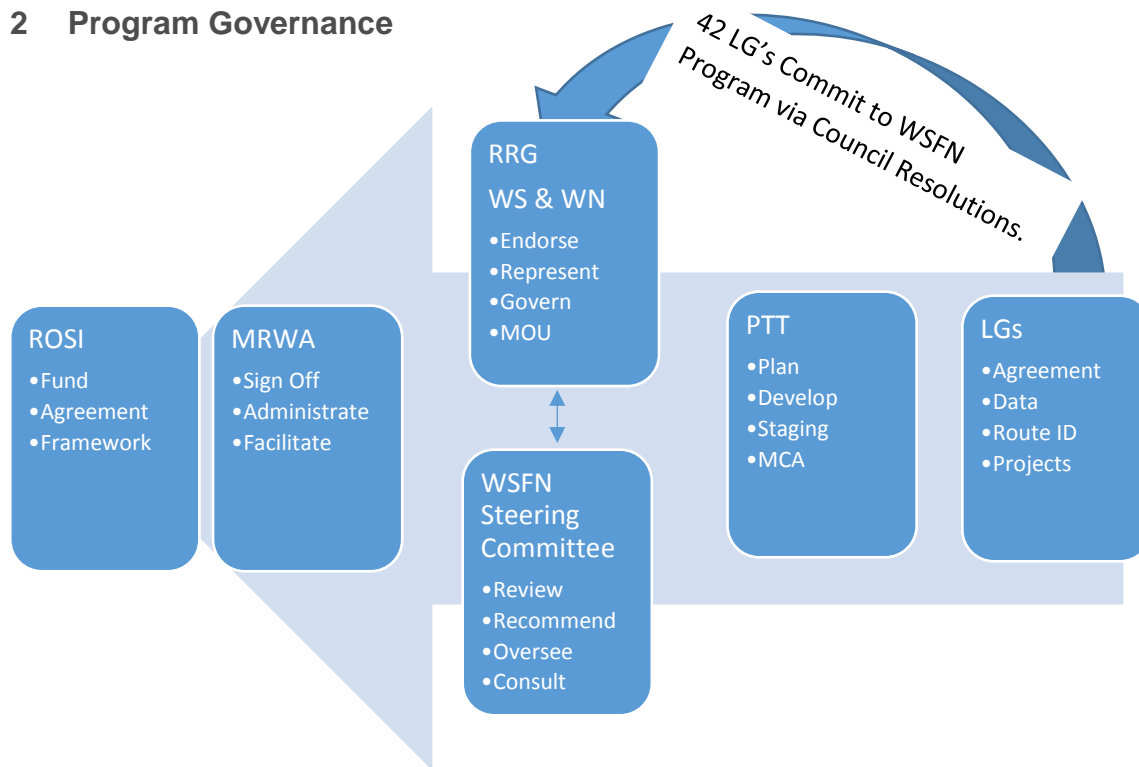 2 Program Governance
42 LG's Commit to WSFN
Program via Council Resolutions.
RRG
WS & WN
•Endorse
•Represent
•Govern
•MOU
ROSI
•Fund
•Agreement
•Framework
MRWA
•Sign Off
•Administrate
•Facilitate
WSFN
Steering
Committee
•Review
•Recommend
•Oversee
•Consult
PTT
•Plan
•Develop
•Staging
•MCA
LGs
•Agreement
•Data
•Route ID
•Projects